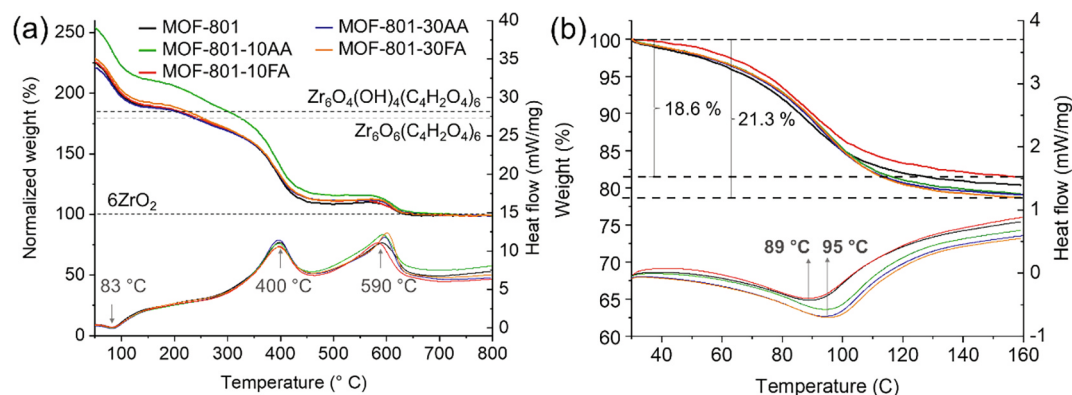 (a)
MOF-801
MOF-801-10AA
MOF-801-10FA
MOF-801-30AA
MOF-801-30FA
Zr₆O₄(OH)₄(C₄H₂O₄)₆
Zr₆O₆(C₄H₂O₄)₆
6ZrO₂
83 °C
400 °C
590 °C
Normalized weight (%)
250
200
150
100
50
0
Heat flow (mW/mg)
40
35
30
25
20
15
10
5
0
100 200 300 400 500 600 700 800
Temperature (° C)
(b)
18.6 %
21.3 %
89 °C
95 °C
Weight (%)
100
95
90
85
80
75
70
65
60
Heat flow (mW/mg)
4
3
2
1
0
-1
40 60 80 100 120 140 160
Temperature (C)